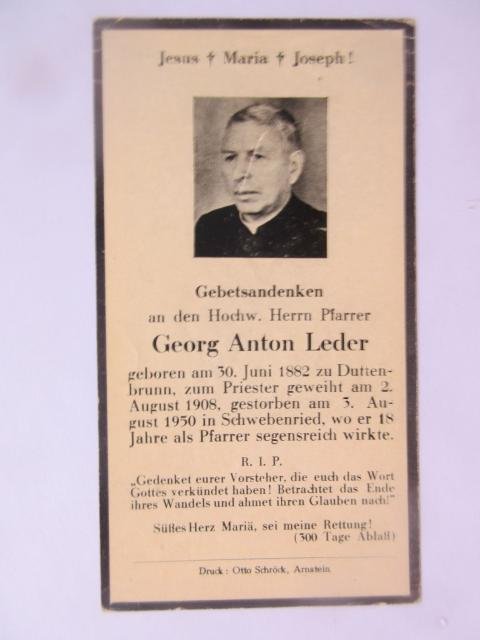 Jesus † Maria † Joseph!
Gebetsandenken
an den Hochw. Herrn Pfarrer
Georg Anton Leder
geboren am 30. Juni 1882 zu Dutten-
brunn, zum Priester geweiht am 2.
August 1908, gestorben am 3. Au-
gust 1950 in Schwebenried, wo er 18
Jahre als Pfarrer segensreich wirkte.
R. I. P.
„Gedenket eurer Vorsteher, die euch das Wort
Gottes verkündet haben! Betrachtet das Ende
ihres Wandels und ahmet ihren Glauben nach!"
Süßes Herz Mariä, sei meine Rettung!
(300 Tage Ablaß)
Druck: Otto Schröck, Arnstein.